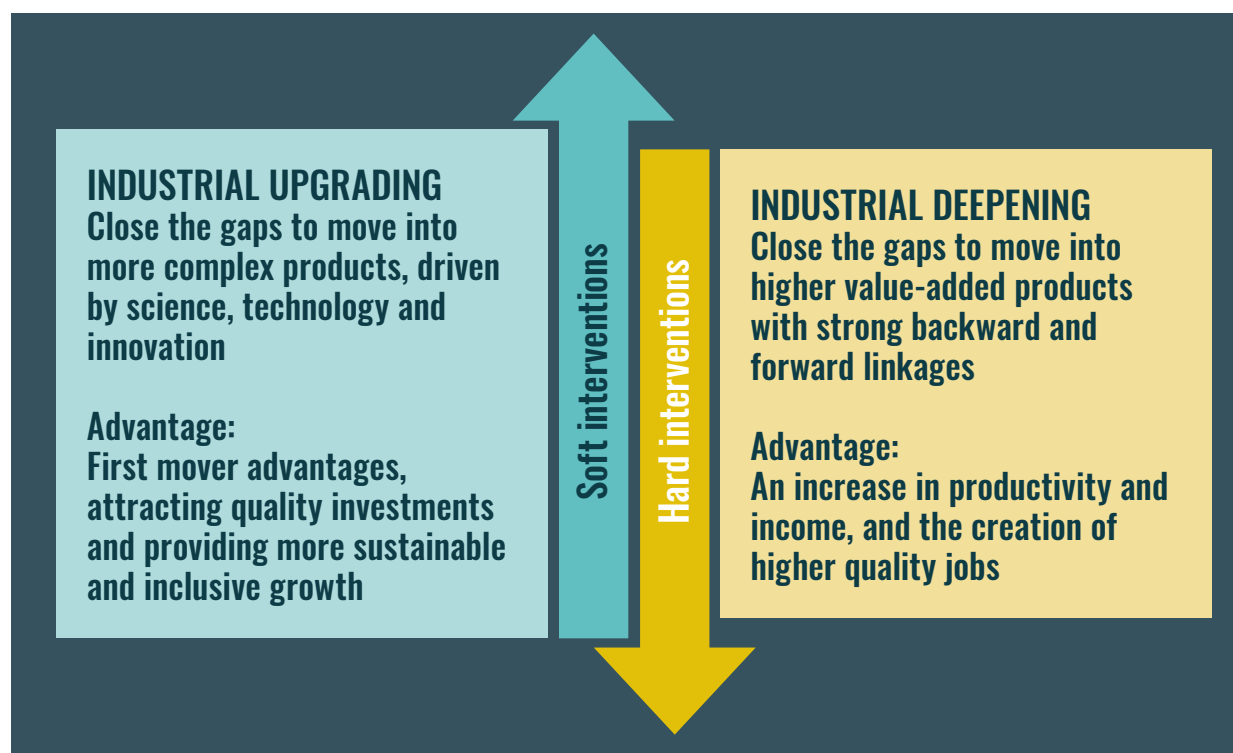 INDUSTRIAL UPGRADING
Close the gaps to move into
more complex products, driven
by science, technology and
innovation
Advantage:
First mover advantages,
attracting quality investments
and providing more sustainable
and inclusive growth
Soft interventions
Hard interventions
INDUSTRIAL DEEPENING
Close the gaps to move into
higher value-added products
with strong backward and
forward linkages
Advantage:
An increase in productivity and
income, and the creation of
higher quality jobs